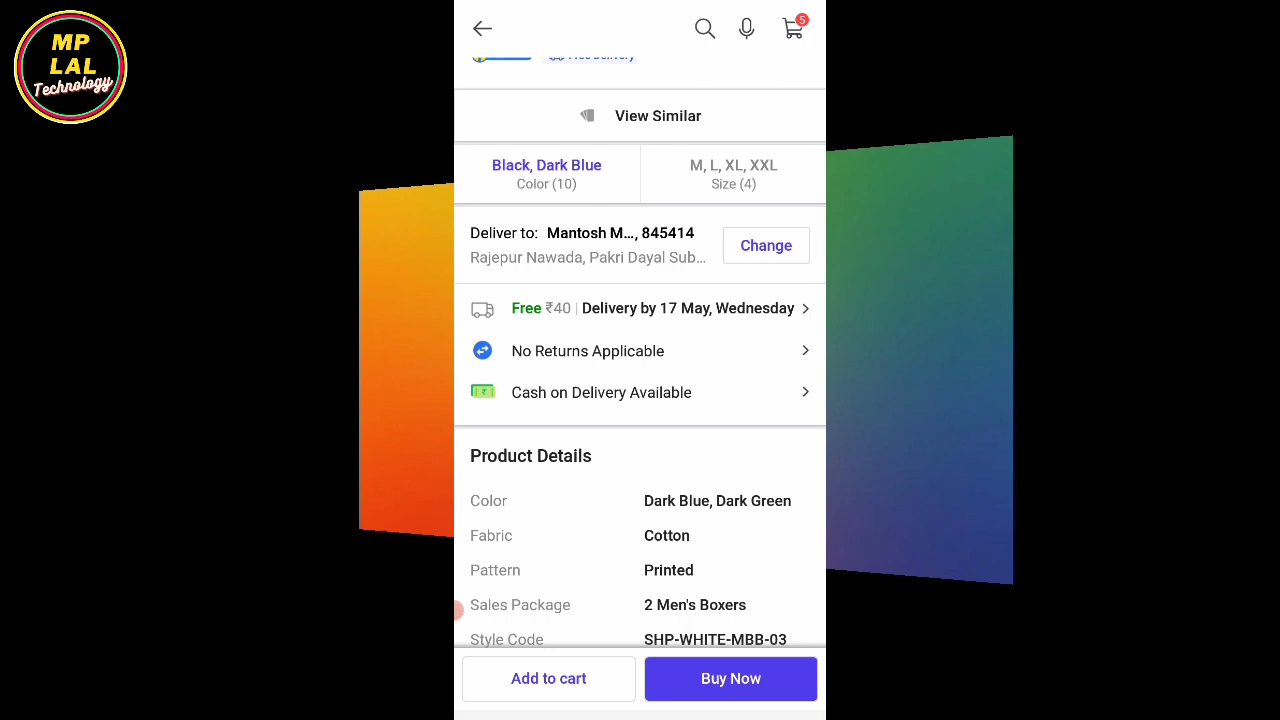 MP
LAL
Technology
5
Free Delivery
View Similar
Black, Dark Blue
Color (10)
M, L, XL, XXL
Size (4)
Deliver to: Mantosh M..., 845414
Rajepur Nawada, Pakri Dayal Sub...
Change
Free ₹40 | Delivery by 17 May, Wednesday
No Returns Applicable
Cash on Delivery Available
Product Details
Color Dark Blue, Dark Green
Fabric Cotton
Pattern Printed
Sales Package 2 Men's Boxers
Style Code SHP-WHITE-MBB-03
Add to cart
Buy Now